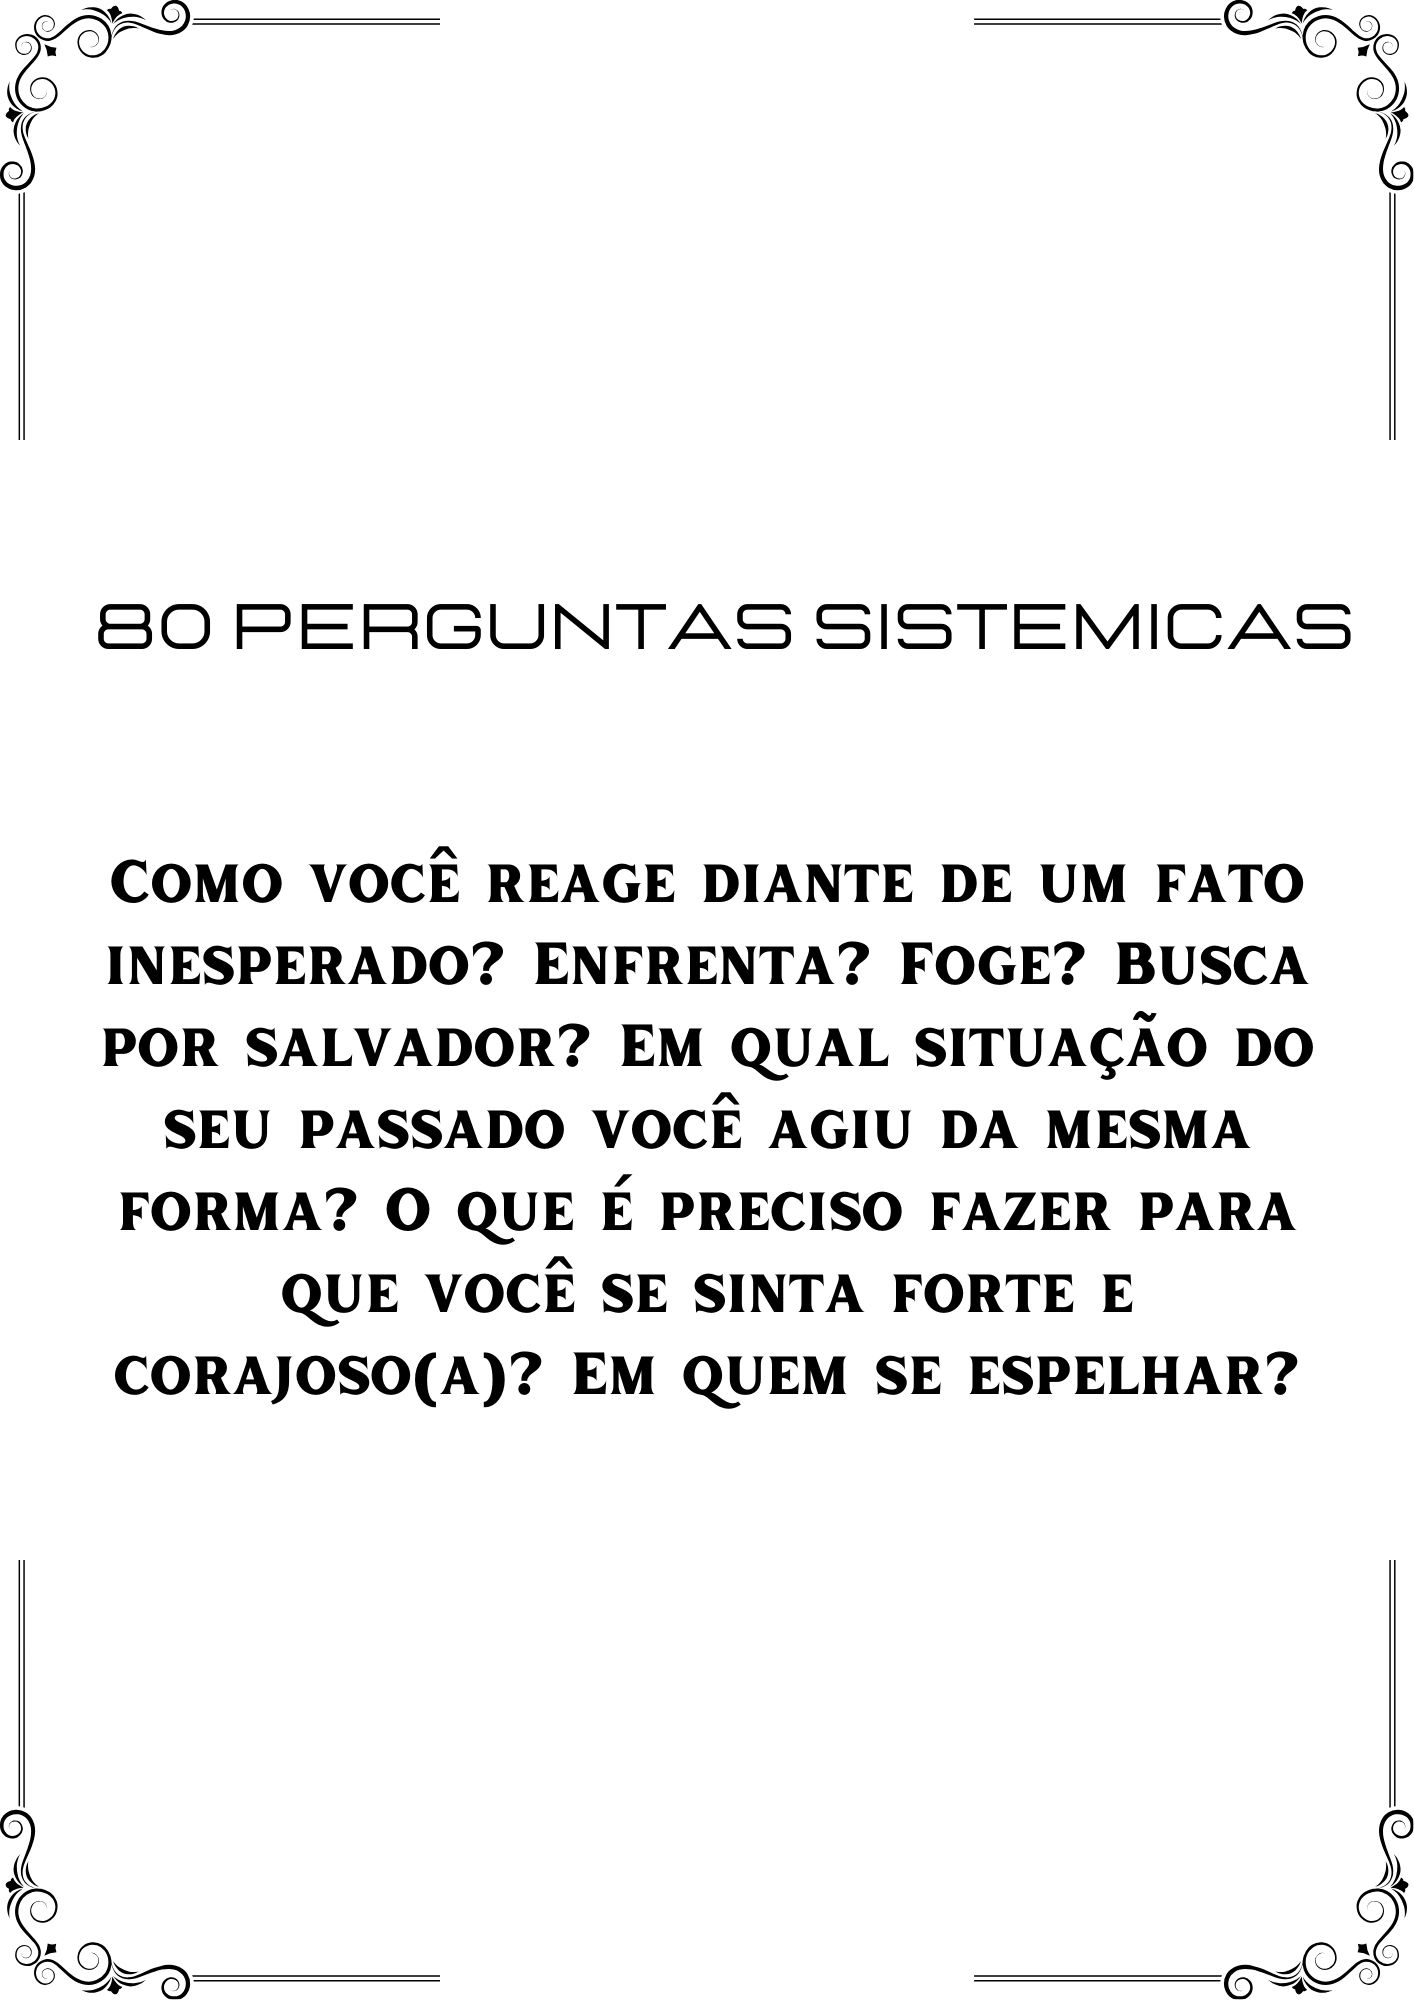 80 PERGUNTAS SISTEMICAS
Como você reage diante de um fato
inesperado? Enfrenta? Foge? Busca
por salvador? Em qual situação do
seu passado você agiu da mesma
forma? O que é preciso fazer para
que você se sinta forte e
corajoso(a)? Em quem se espelhar?